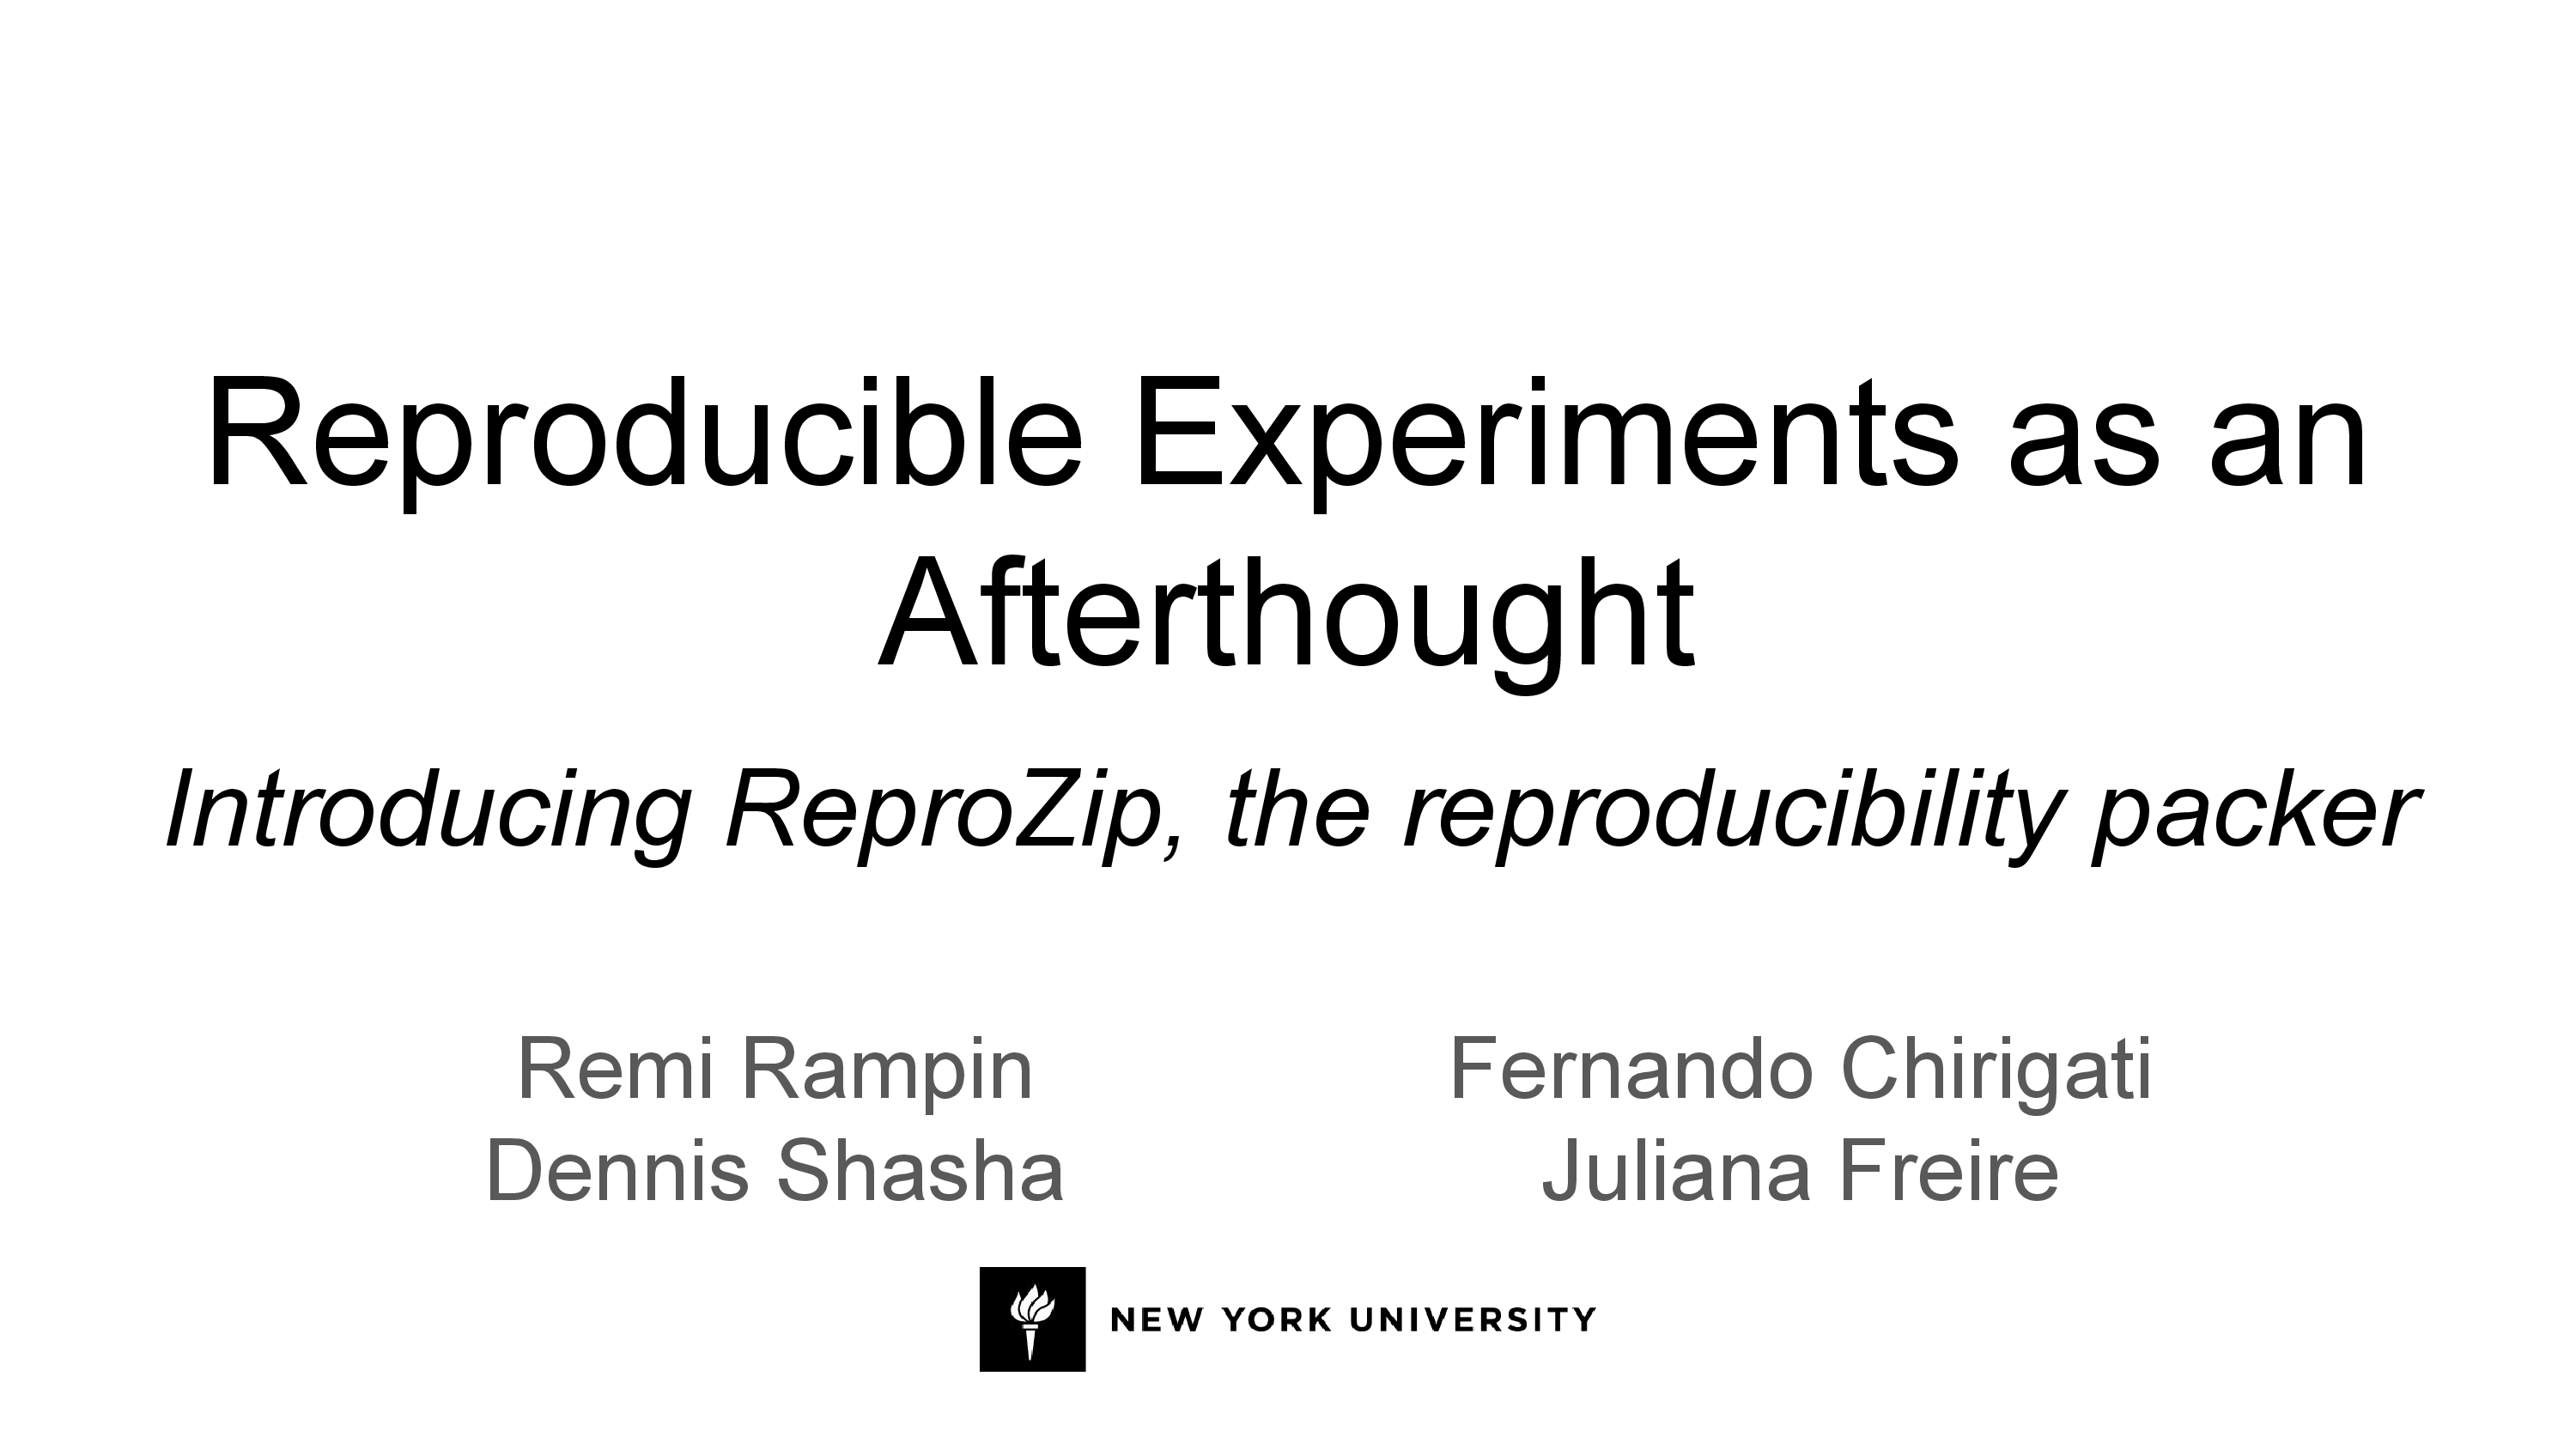 Reproducible Experiments as an
Afterthought
Introducing ReproZip, the reproducibility packer
Remi Rampin
Dennis Shasha
Fernando Chirigati
Juliana Freire
NEW YORK UNIVERSITY